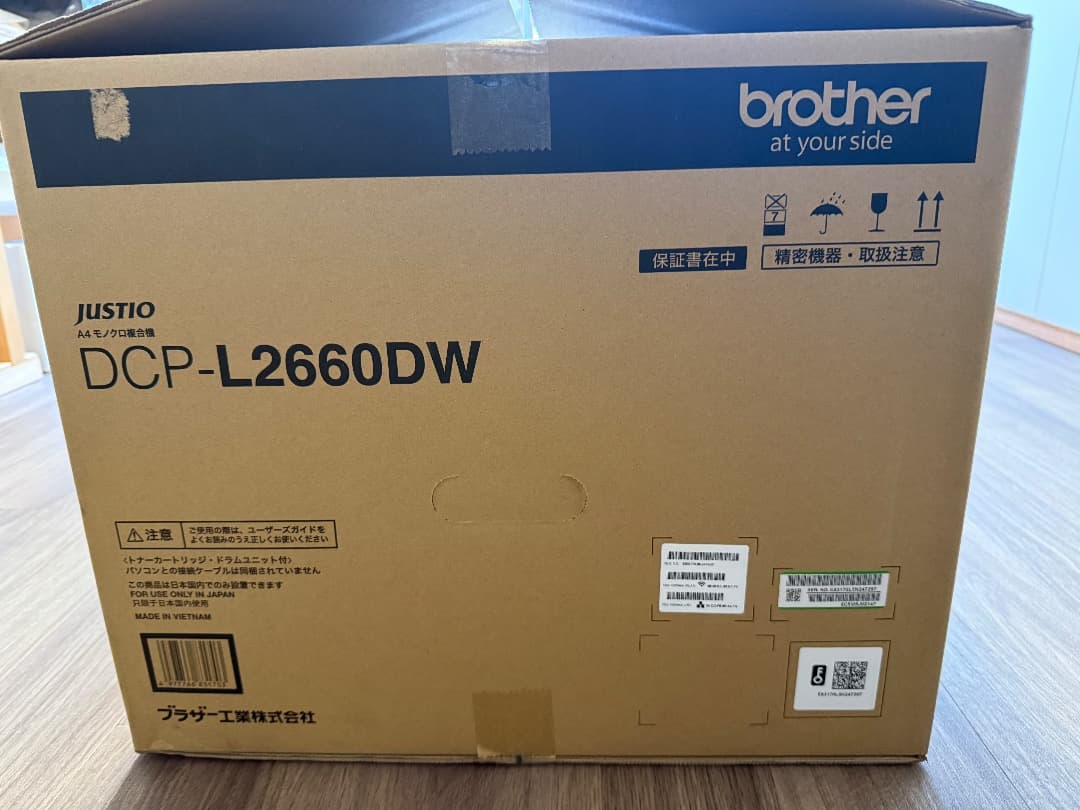 brother
at your side
7
保証書在中
精密機器・取扱注意
JUSTIO
A4モノクロ複合機
DCP-L2660DW
注意
ご使用の際は、ユーザーズガイドを
よくお読みのうえ正しくお使いください
〈トナーカートリッジ・ドラムユニット付〉
パソコンとの接続ケーブルは同梱されていません
この商品は日本国内でのみ設置できます
FOR USE ONLY IN JAPAN
只限于日本国内使用
MADE IN VIETNAM
ブラザー工業株式会社
SER. NO.